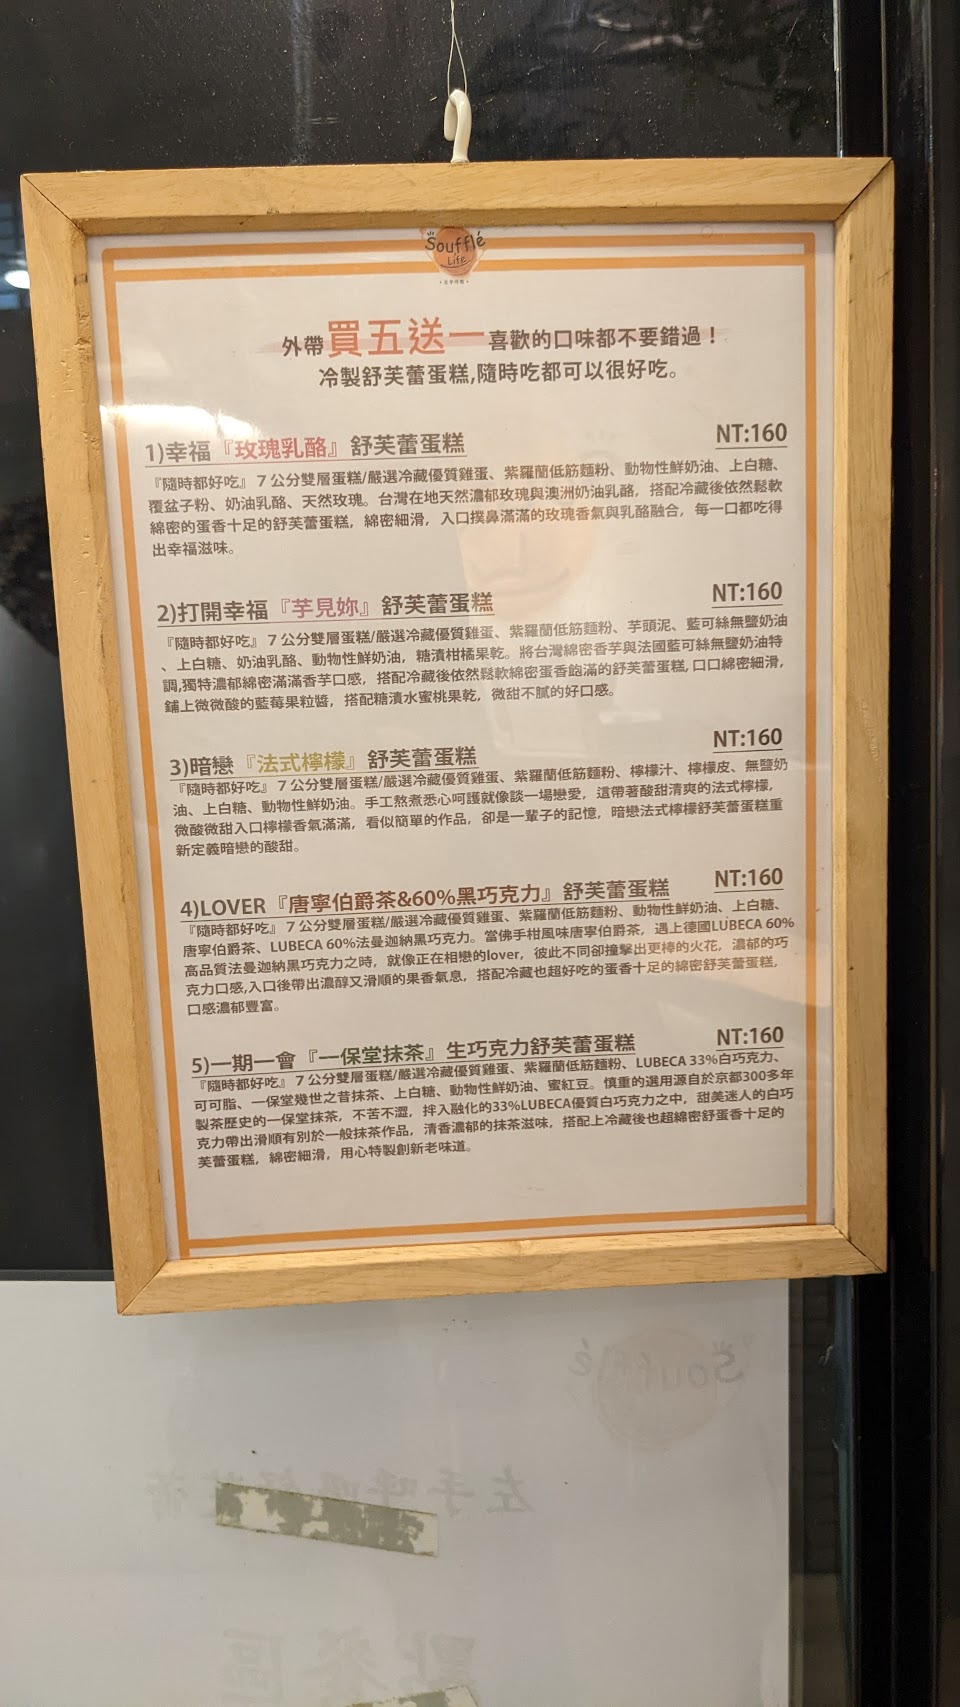 Soufflé
Life
外帶買五送一喜歡的口味都不要錯過！
冷製舒芙蕾蛋糕,隨時吃都可以很好吃。
1)幸福『玫瑰乳酪』舒芙蕾蛋糕 NT:160
『隨時都好吃』７公分雙層蛋糕/嚴選冷藏優質雞蛋、紫羅蘭低筋麵粉、動物性鮮奶油、上白糖、
覆盆子粉、奶油乳酪、天然玫瑰。台灣在地天然濃郁玫瑰與澳洲奶油乳酪，搭配冷藏後依然鬆軟
綿密的蛋香十足的舒芙蕾蛋糕，綿密細滑，入口撲鼻滿滿的玫瑰香氣與乳酪融合，每一口都吃得
出幸福滋味。
2)打開幸福『芋見妳』舒芙蕾蛋糕 NT:160
『隨時都好吃』７公分雙層蛋糕/嚴選冷藏優質雞蛋、紫羅蘭低筋麵粉、芋頭泥、藍可絲無鹽奶油
、上白糖、奶油乳酪、動物性鮮奶油，糖漬柑橘果乾。將台灣綿密香芋與法國藍可絲無鹽奶油特
調,獨特濃郁綿密滿滿香芋口感，搭配冷藏後依然鬆軟綿密蛋香飽滿的舒芙蕾蛋糕,口口綿密細滑,
鋪上微微酸的藍莓果粒醬，搭配糖漬水蜜桃果乾，微甜不膩的好口感。
3)暗戀『法式檸檬』舒芙蕾蛋糕 NT:160
『隨時都好吃』７公分雙層蛋糕/嚴選冷藏優質雞蛋、紫羅蘭低筋麵粉、檸檬汁、檸檬皮、無鹽奶
油、上白糖、動物性鮮奶油。手工熬煮悉心呵護就像談一場戀愛，這帶著酸甜清爽的法式檸檬，
微酸微甜入口檸檬香氣滿滿，看似簡單的作品，卻是一輩子的記憶，暗戀法式檸檬舒芙蕾蛋糕重
新定義暗戀的酸甜。
4)LOVER『唐寧伯爵茶&60%黑巧克力』舒芙蕾蛋糕 NT:160
『隨時都好吃』７公分雙層蛋糕/嚴選冷藏優質雞蛋、紫羅蘭低筋麵粉、動物性鮮奶油、上白糖、
唐寧伯爵茶、LUBECA 60%法曼迦納黑巧克力。當佛手柑風味唐寧伯爵茶，遇上德國LUBECA 60%
高品質法曼迦納黑巧克力之時，就像正在相戀的lover，彼此不同卻撞擊出更棒的火花，濃郁的巧
克力口感,入口後帶出濃醇又滑順的果香氣息，搭配冷藏也超好吃的蛋香十足的綿密舒芙蕾蛋糕，
口感濃郁豐富。
5)一期一會『一保堂抹茶』生巧克力舒芙蕾蛋糕 NT:160
『隨時都好吃』７公分雙層蛋糕/嚴選冷藏優質雞蛋、紫羅蘭低筋麵粉、LUBECA 33%白巧克力、
可可脂、一保堂幾世之昔抹茶、上白糖、動物性鮮奶油、蜜紅豆。慎重的選用源自於京都300多年
製茶歷史的一保堂抹茶，不苦不澀，拌入融化的33%LUBECA優質白巧克力之中，甜美迷人的白巧
克力帶出滑順有別於一般抹茶作品，清香濃郁的抹茶滋味，搭配上冷藏後也超綿密舒蛋香十足的
芙蕾蛋糕，綿密細滑，用心特製創新老味道。
Soufflé